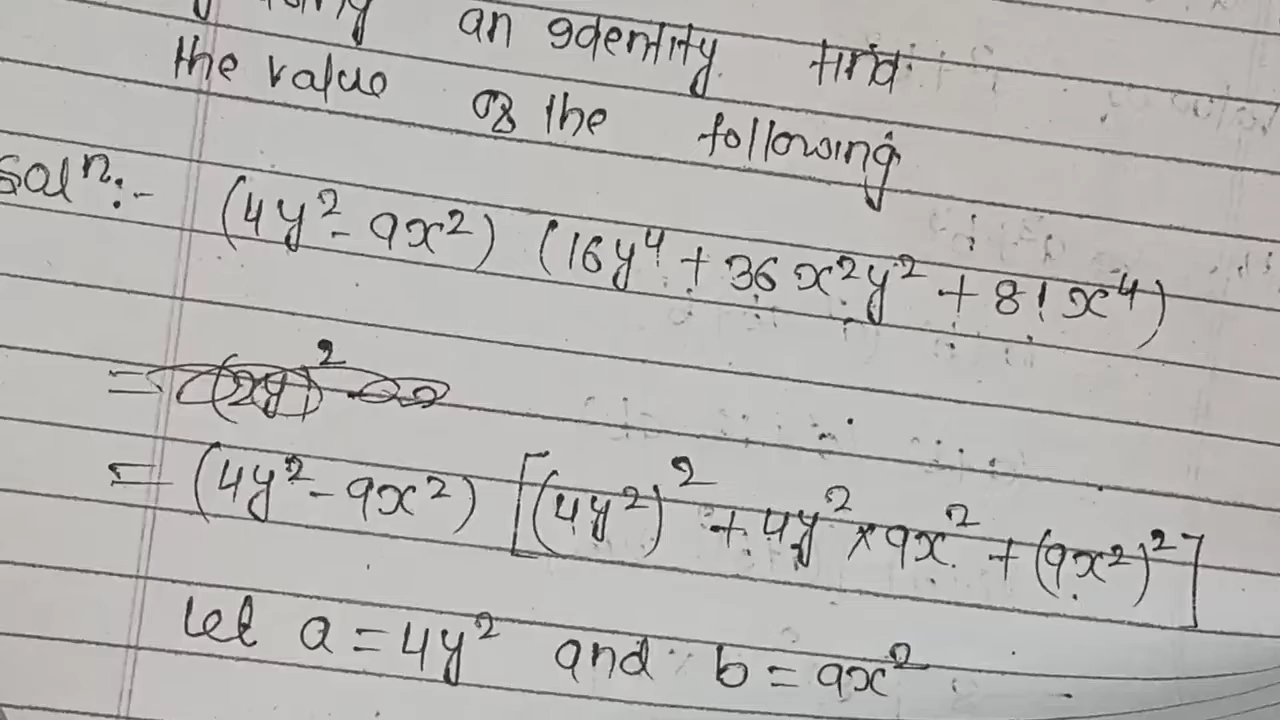 an gdentity find
the value of the following
Solⁿ:- (4y² - 9x²) (16y⁴ + 36x²y² + 81x⁴)
=
= (4y² - 9x²) [(4y²)² + 4y² × 9x² + (9x²)²]
Let a = 4y² and b = 9x²